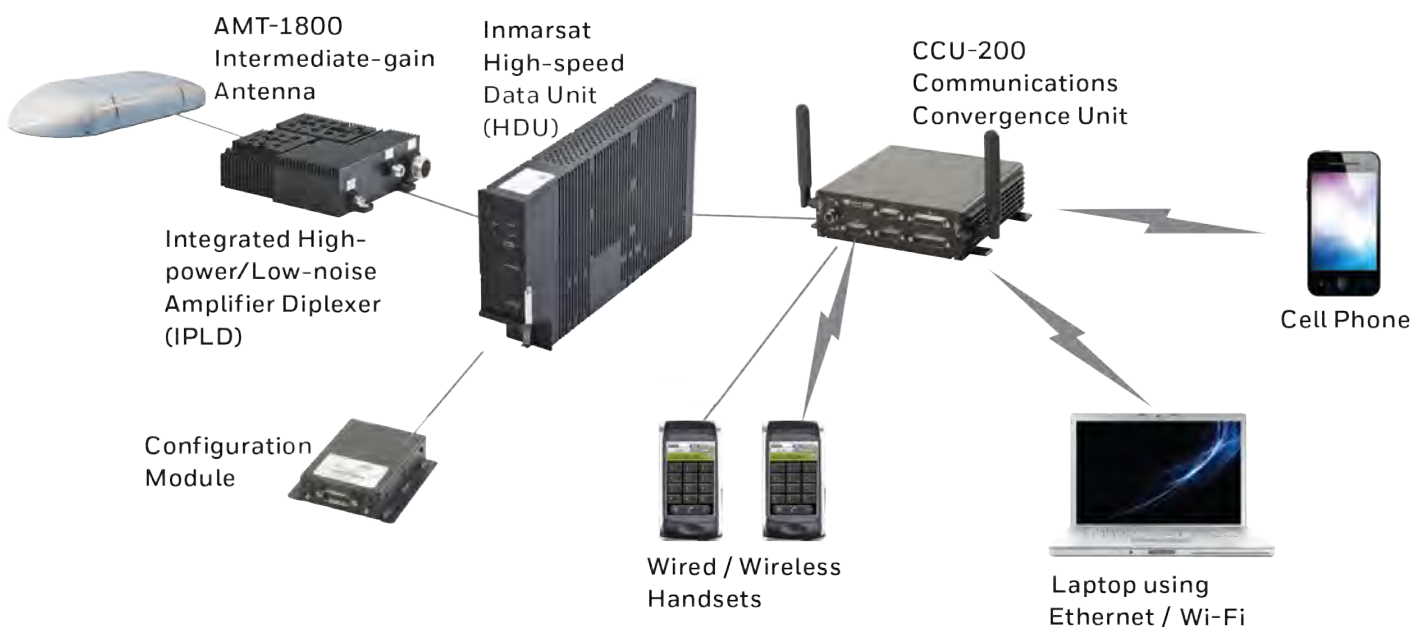 AMT-1800
Intermediate-gain
Antenna
Inmarsat
High-speed
Data Unit
(HDU)
CCU-200
Communications
Convergence Unit
Integrated High-
power/Low-noise
Amplifier Diplexer
(IPLD)
Cell Phone
Configuration
Module
Wired / Wireless
Handsets
Laptop using
Ethernet / Wi-Fi